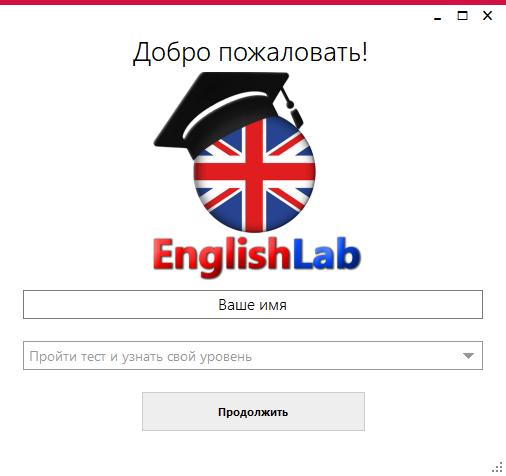 Добро пожаловать!
EnglishLab
Ваше имя
Пройти тест и узнать свой уровень
Продолжить